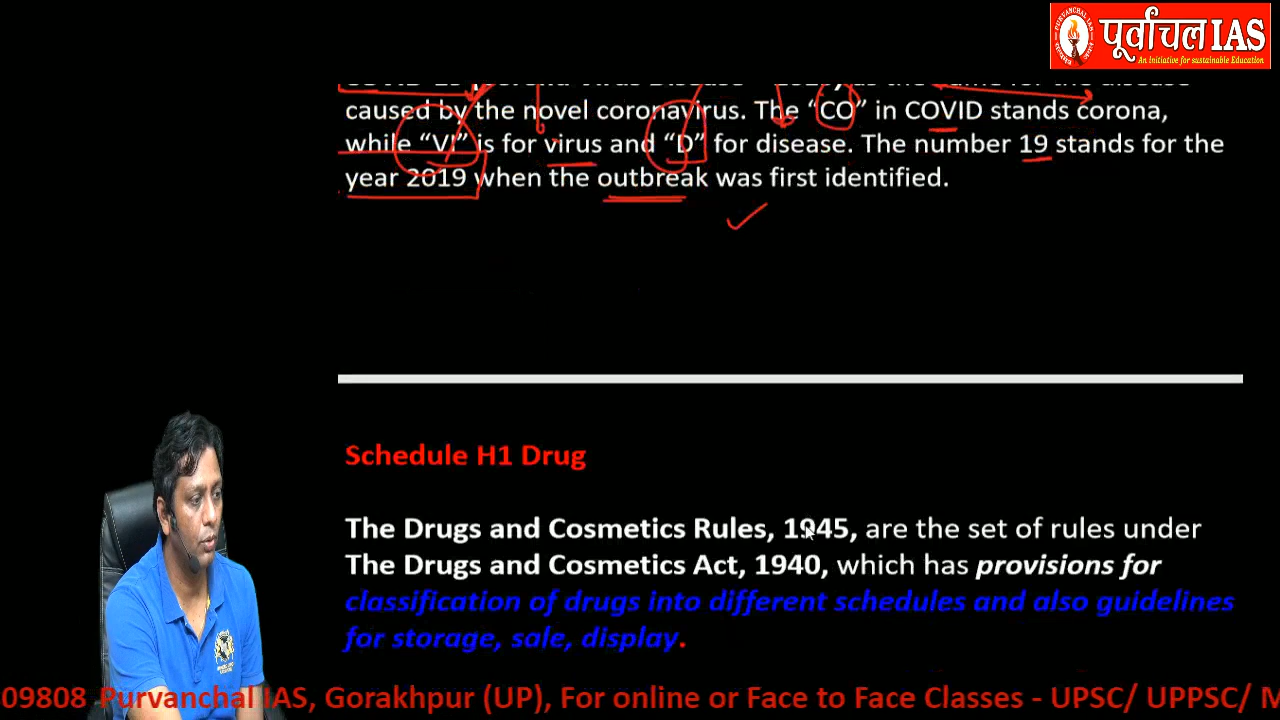 पूर्वांचल IAS
An Initiative for sustainable Education
caused by the novel coronavirus. The “CO” in COVID stands corona,
while “VI” is for virus and “D” for disease. The number 19 stands for the
year 2019 when the outbreak was first identified.
Schedule H1 Drug
The Drugs and Cosmetics Rules, 1945, are the set of rules under
The Drugs and Cosmetics Act, 1940, which has provisions for
classification of drugs into different schedules and also guidelines
for storage, sale, display.
09808 Purvanchal IAS, Gorakhpur (UP), For online or Face to Face Classes - UPSC/ UPPSC/ M